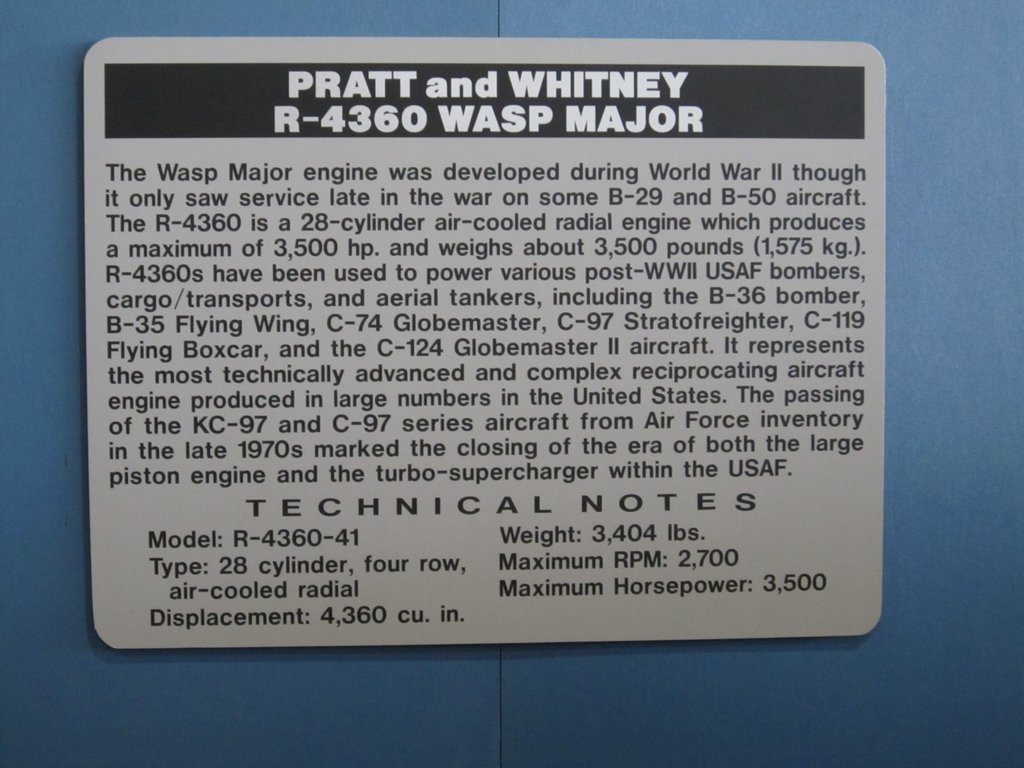 PRATT and WHITNEY
R-4360 WASP MAJOR
The Wasp Major engine was developed during World War II though
it only saw service late in the war on some B-29 and B-50 aircraft.
The R-4360 is a 28-cylinder air-cooled radial engine which produces
a maximum of 3,500 hp. and weighs about 3,500 pounds (1,575 kg.).
R-4360s have been used to power various post-WWII USAF bombers,
cargo/transports, and aerial tankers, including the B-36 bomber,
B-35 Flying Wing, C-74 Globemaster, C-97 Stratofreighter, C-119
Flying Boxcar, and the C-124 Globemaster II aircraft. It represents
the most technically advanced and complex reciprocating aircraft
engine produced in large numbers in the United States. The passing
of the KC-97 and C-97 series aircraft from Air Force inventory
in the late 1970s marked the closing of the era of both the large
piston engine and the turbo-supercharger within the USAF.
TECHNICAL NOTES
Model: R-4360-41
Type: 28 cylinder, four row,
air-cooled radial
Displacement: 4,360 cu. in.
Weight: 3,404 lbs.
Maximum RPM: 2,700
Maximum Horsepower: 3,500